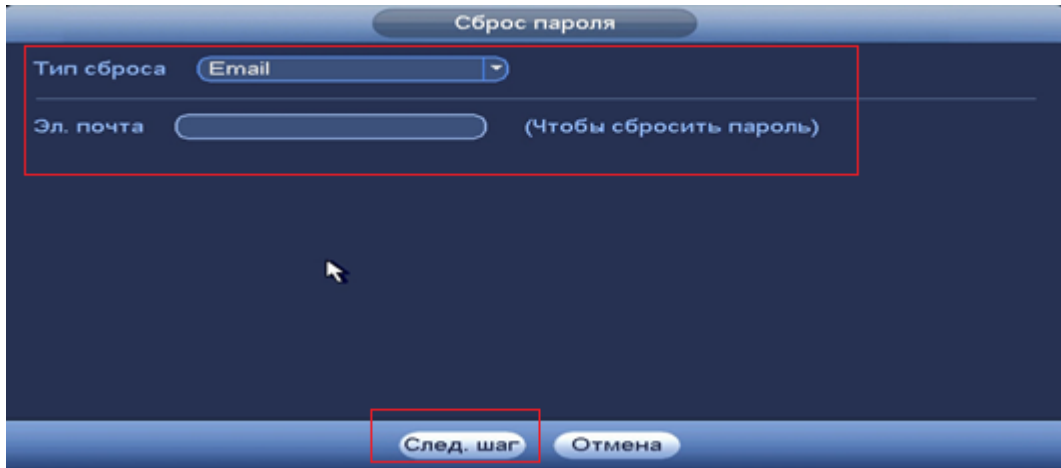 Сброс пароля
Тип сброса Email
Эл. почта (Чтобы сбросить пароль)
След. шаг Отмена